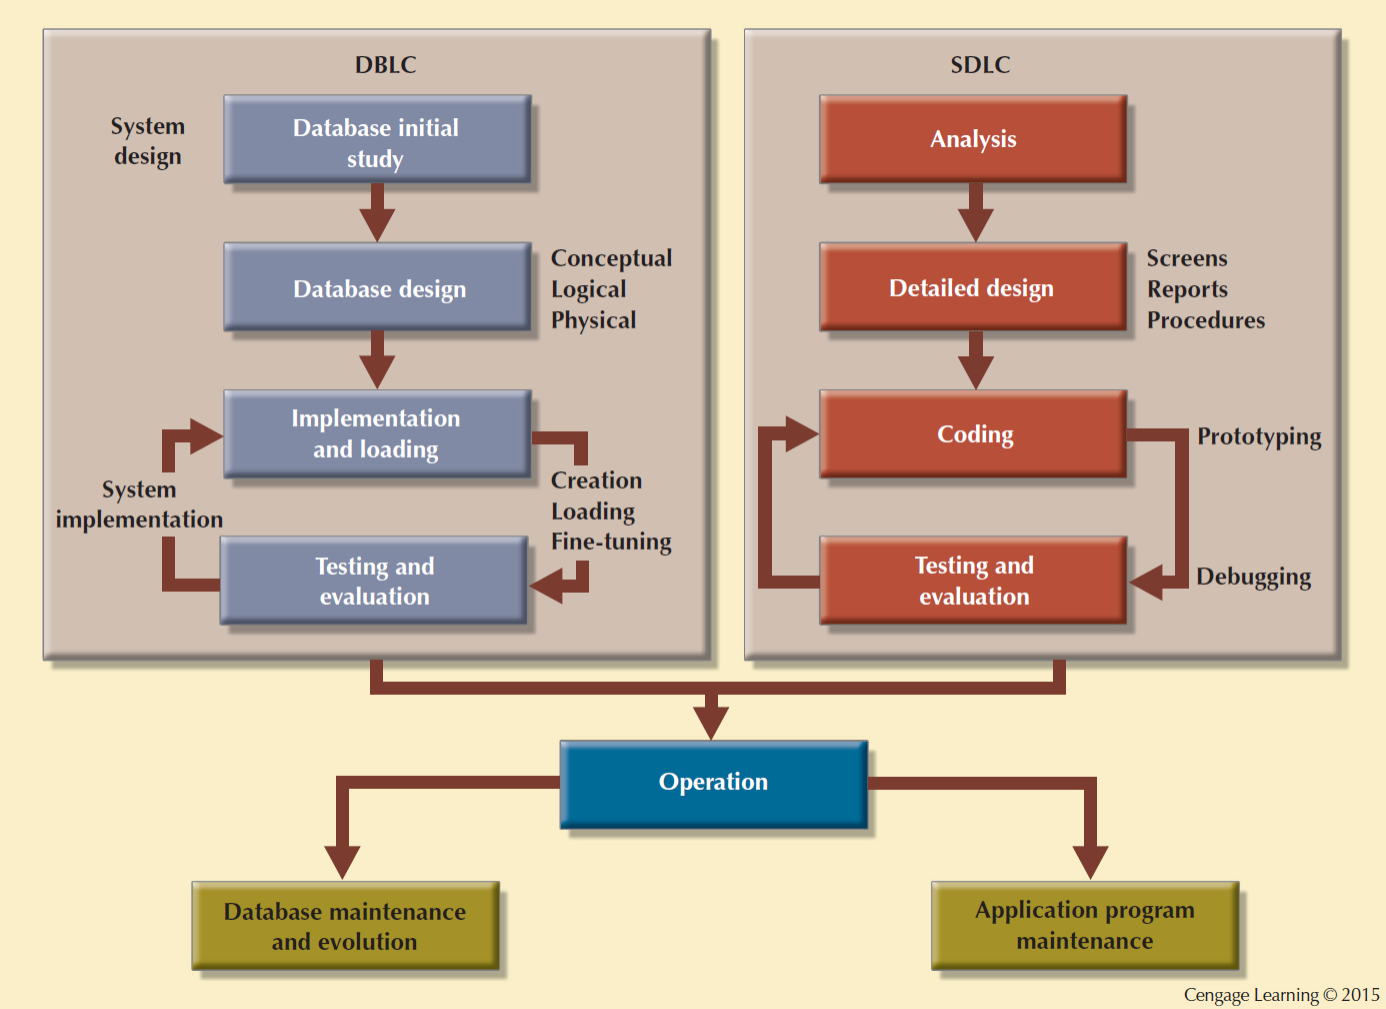 DBLC
System
design
Database initial
study
Database design
Conceptual
Logical
Physical
Implementation
and loading
System
implementation
Creation
Loading
Fine-tuning
Testing and
evaluation
SDLC
Analysis
Detailed design
Screens
Reports
Procedures
Coding
Prototyping
Debugging
Testing and
evaluation
Operation
Database maintenance
and evolution
Application program
maintenance
Cengage Learning © 2015